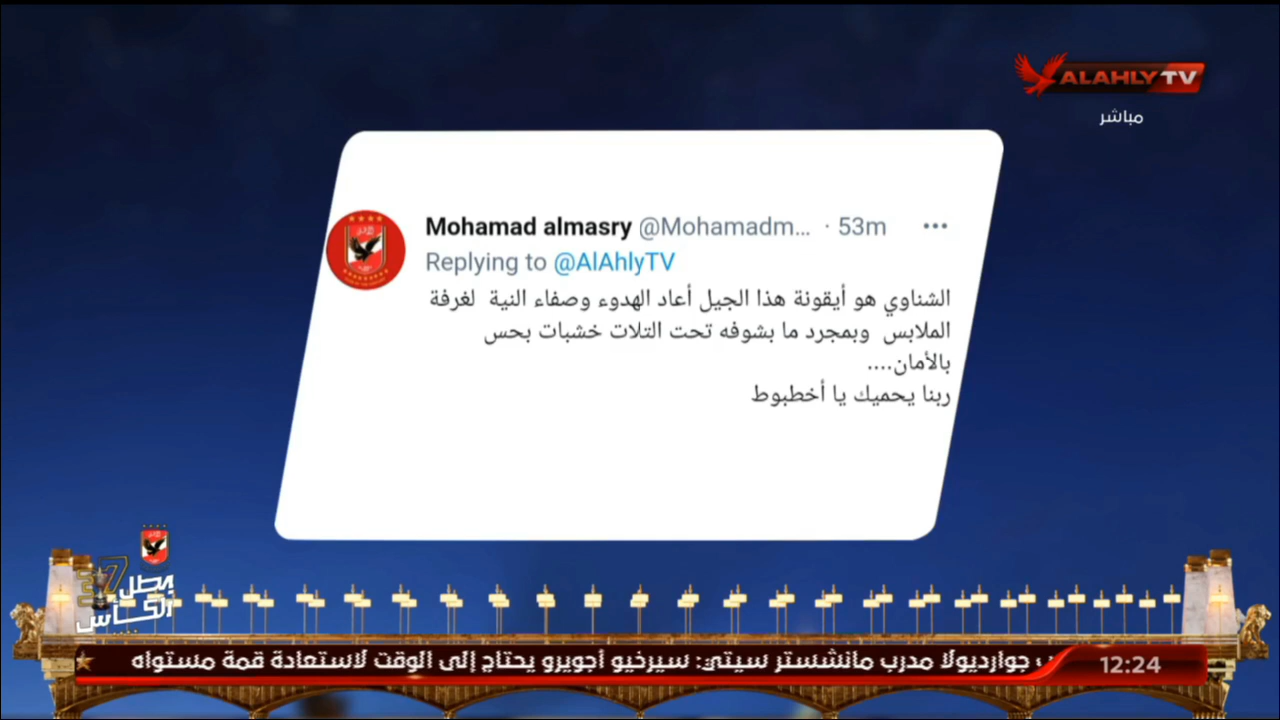 ALAHLY TV
مباشر
Mohamad almasry @Mohamadm... · 53m
Replying to @AlAhlyTV
الشناوي هو أيقونة هذا الجيل أعاد الهدوء وصفاء النية لغرفة
الملابس وبمجرد ما بشوفه تحت التلات خشبات بحس
بالأمان....
ربنا يحميك يا أخطبوط
بطل 37
الكأس
جوارديولا مدرب مانشستر سيتي: سيرخيو أجويرو يحتاج إلى الوقت لاستعادة قمة مستواه
12:24